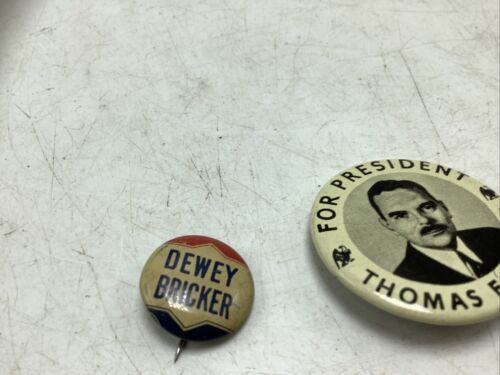 DEWEY
BRICKER
FOR PRESIDENT
THOMAS E